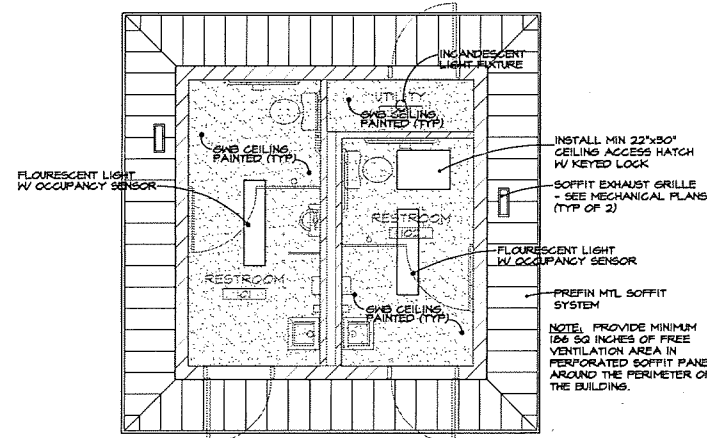 INCANDESCENT
LIGHT FIXTURE
UTILITY
GWB CEILING,
PAINTED (TYP)
GWB CEILING,
PAINTED (TYP)
INSTALL MIN 22"x30"
CEILING ACCESS HATCH
W/ KEYED LOCK
FLOURESCENT LIGHT
W/ OCCUPANCY SENSOR
SOFFIT EXHAUST GRILLE
- SEE MECHANICAL PLANS
(TYP OF 2)
RESTROOM
102
FLOURESCENT LIGHT
W/ OCCUPANCY SENSOR
RESTROOM
101
PREFIN MTL SOFFIT
SYSTEM
GWB CEILING,
PAINTED (TYP)
NOTE: PROVIDE MINIMUM
186 SQ INCHES OF FREE
VENTILATION AREA IN
PERFORATED SOFFIT PANE
AROUND THE PERIMETER OF
THE BUILDING.